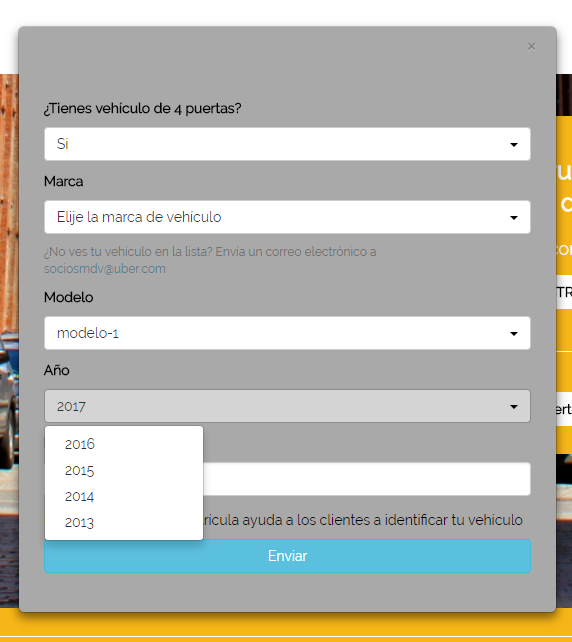 ×
¿Tienes vehículo de 4 puertas?
Si
Marca
Elije la marca de vehículo
¿No ves tu vehículo en la lista? Envia un correo electrónico a
sociosmdv@uber.com
Modelo
modelo-1
Año
2017
2016
2015
2014
2013
ricula ayuda a los clientes a identificar tu vehículo
Enviar